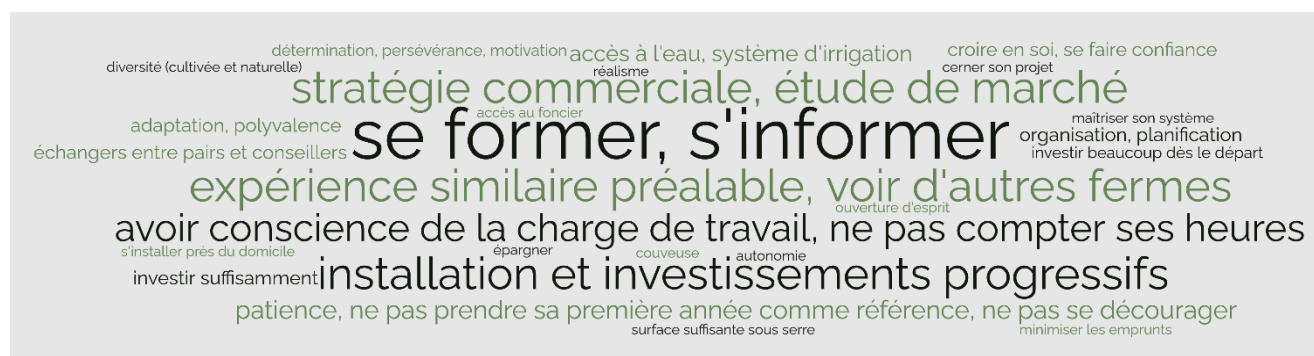 détermination, persévérance, motivation
accès à l'eau, système d'irrigation
croire en soi, se faire confiance
diversité (cultivée et naturelle)
réalisme
cerner son projet
stratégie commerciale, étude de marché
accès au foncier
maîtriser son système
adaptation, polyvalence
se former, s'informer
organisation, planification
échangers entre pairs et conseillers
investir beaucoup dès le départ
expérience similaire préalable, voir d'autres fermes
ouverture d'esprit
avoir conscience de la charge de travail, ne pas compter ses heures
s'installer près du domicile
épargner
couveuse
autonomie
investir suffisamment
installation et investissements progressifs
patience, ne pas prendre sa première année comme référence, ne pas se décourager
surface suffisante sous serre
minimiser les emprunts